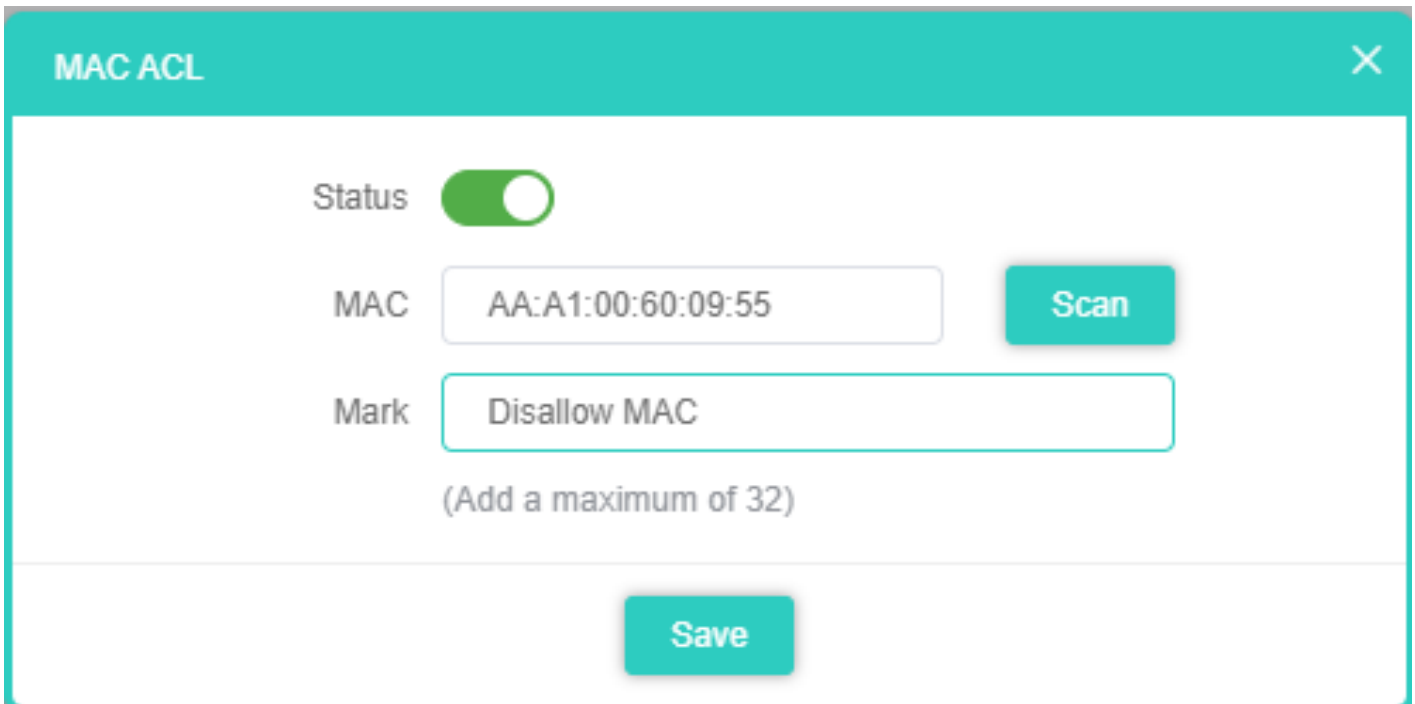 MAC ACL
Status
MAC AA:A1:00:60:09:55 Scan
Mark Disallow MAC
(Add a maximum of 32)
Save